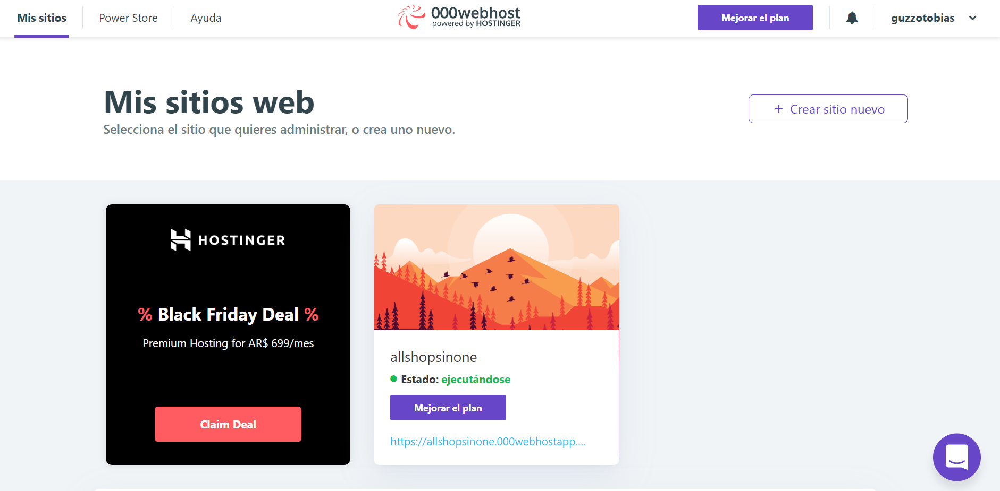 Mis sitios
Power Store
Ayuda
000webhost
powered by HOSTINGER
Mejorar el plan
guzzotobias
Mis sitios web
Selecciona el sitio que quieres administrar, o crea uno nuevo.
+ Crear sitio nuevo
HOSTINGER
% Black Friday Deal %
Premium Hosting for AR$ 699/mes
Claim Deal
allshopsinone
Estado: ejecutándose
Mejorar el plan
https://allshopsinone.000webhostapp....